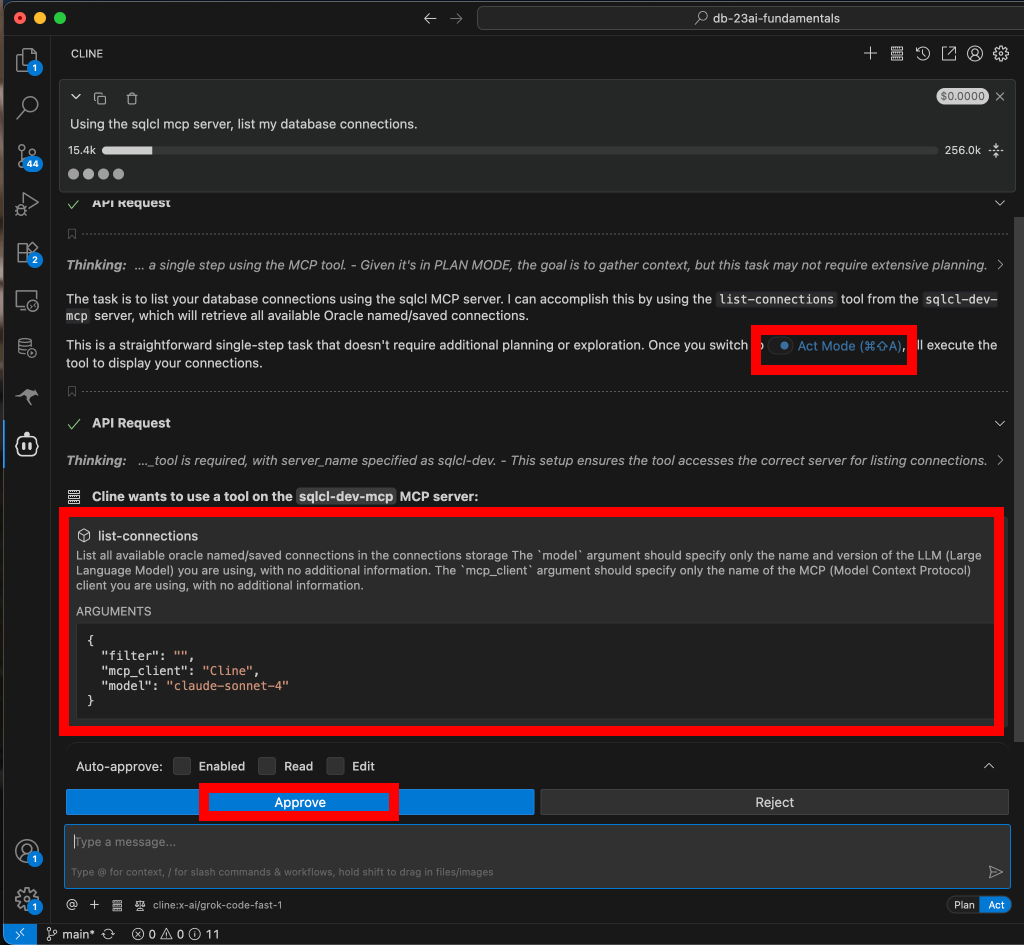 db-23ai-fundamentals
CLINE
1
$0.0000
Using the sqlcl mcp server, list my database connections.
15.4k 256.0k
44
API Request
2
Thinking: ... a single step using the MCP tool. - Given it's in PLAN MODE, the goal is to gather context, but this task may not require extensive planning.
The task is to list your database connections using the sqlcl MCP server. I can accomplish this by using the list-connections tool from the sqlcl-dev-
mcp server, which will retrieve all available Oracle named/saved connections.
This is a straightforward single-step task that doesn't require additional planning or exploration. Once you switch Act Mode (⌘⇧A), ll execute the
tool to display your connections.
API Request
Thinking: ..._tool is required, with server_name specified as sqlcl-dev. - This setup ensures the tool accesses the correct server for listing connections.
Cline wants to use a tool on the sqlcl-dev-mcp MCP server:
list-connections
List all available oracle named/saved connections in the connections storage The `model` argument should specify only the name and version of the LLM (Large
Language Model) you are using, with no additional information. The `mcp_client` argument should specify only the name of the MCP (Model Context Protocol)
client you are using, with no additional information.
ARGUMENTS
{
"filter": "",
"mcp_client": "Cline",
"model": "claude-sonnet-4"
}
Auto-approve: Enabled Read Edit
Approve Reject
Type a message...
1
Type @ for context, / for slash commands & workflows, hold shift to drag in files/images
1
@ + cline:x-ai/grok-code-fast-1 Plan Act
main* 0 0 11